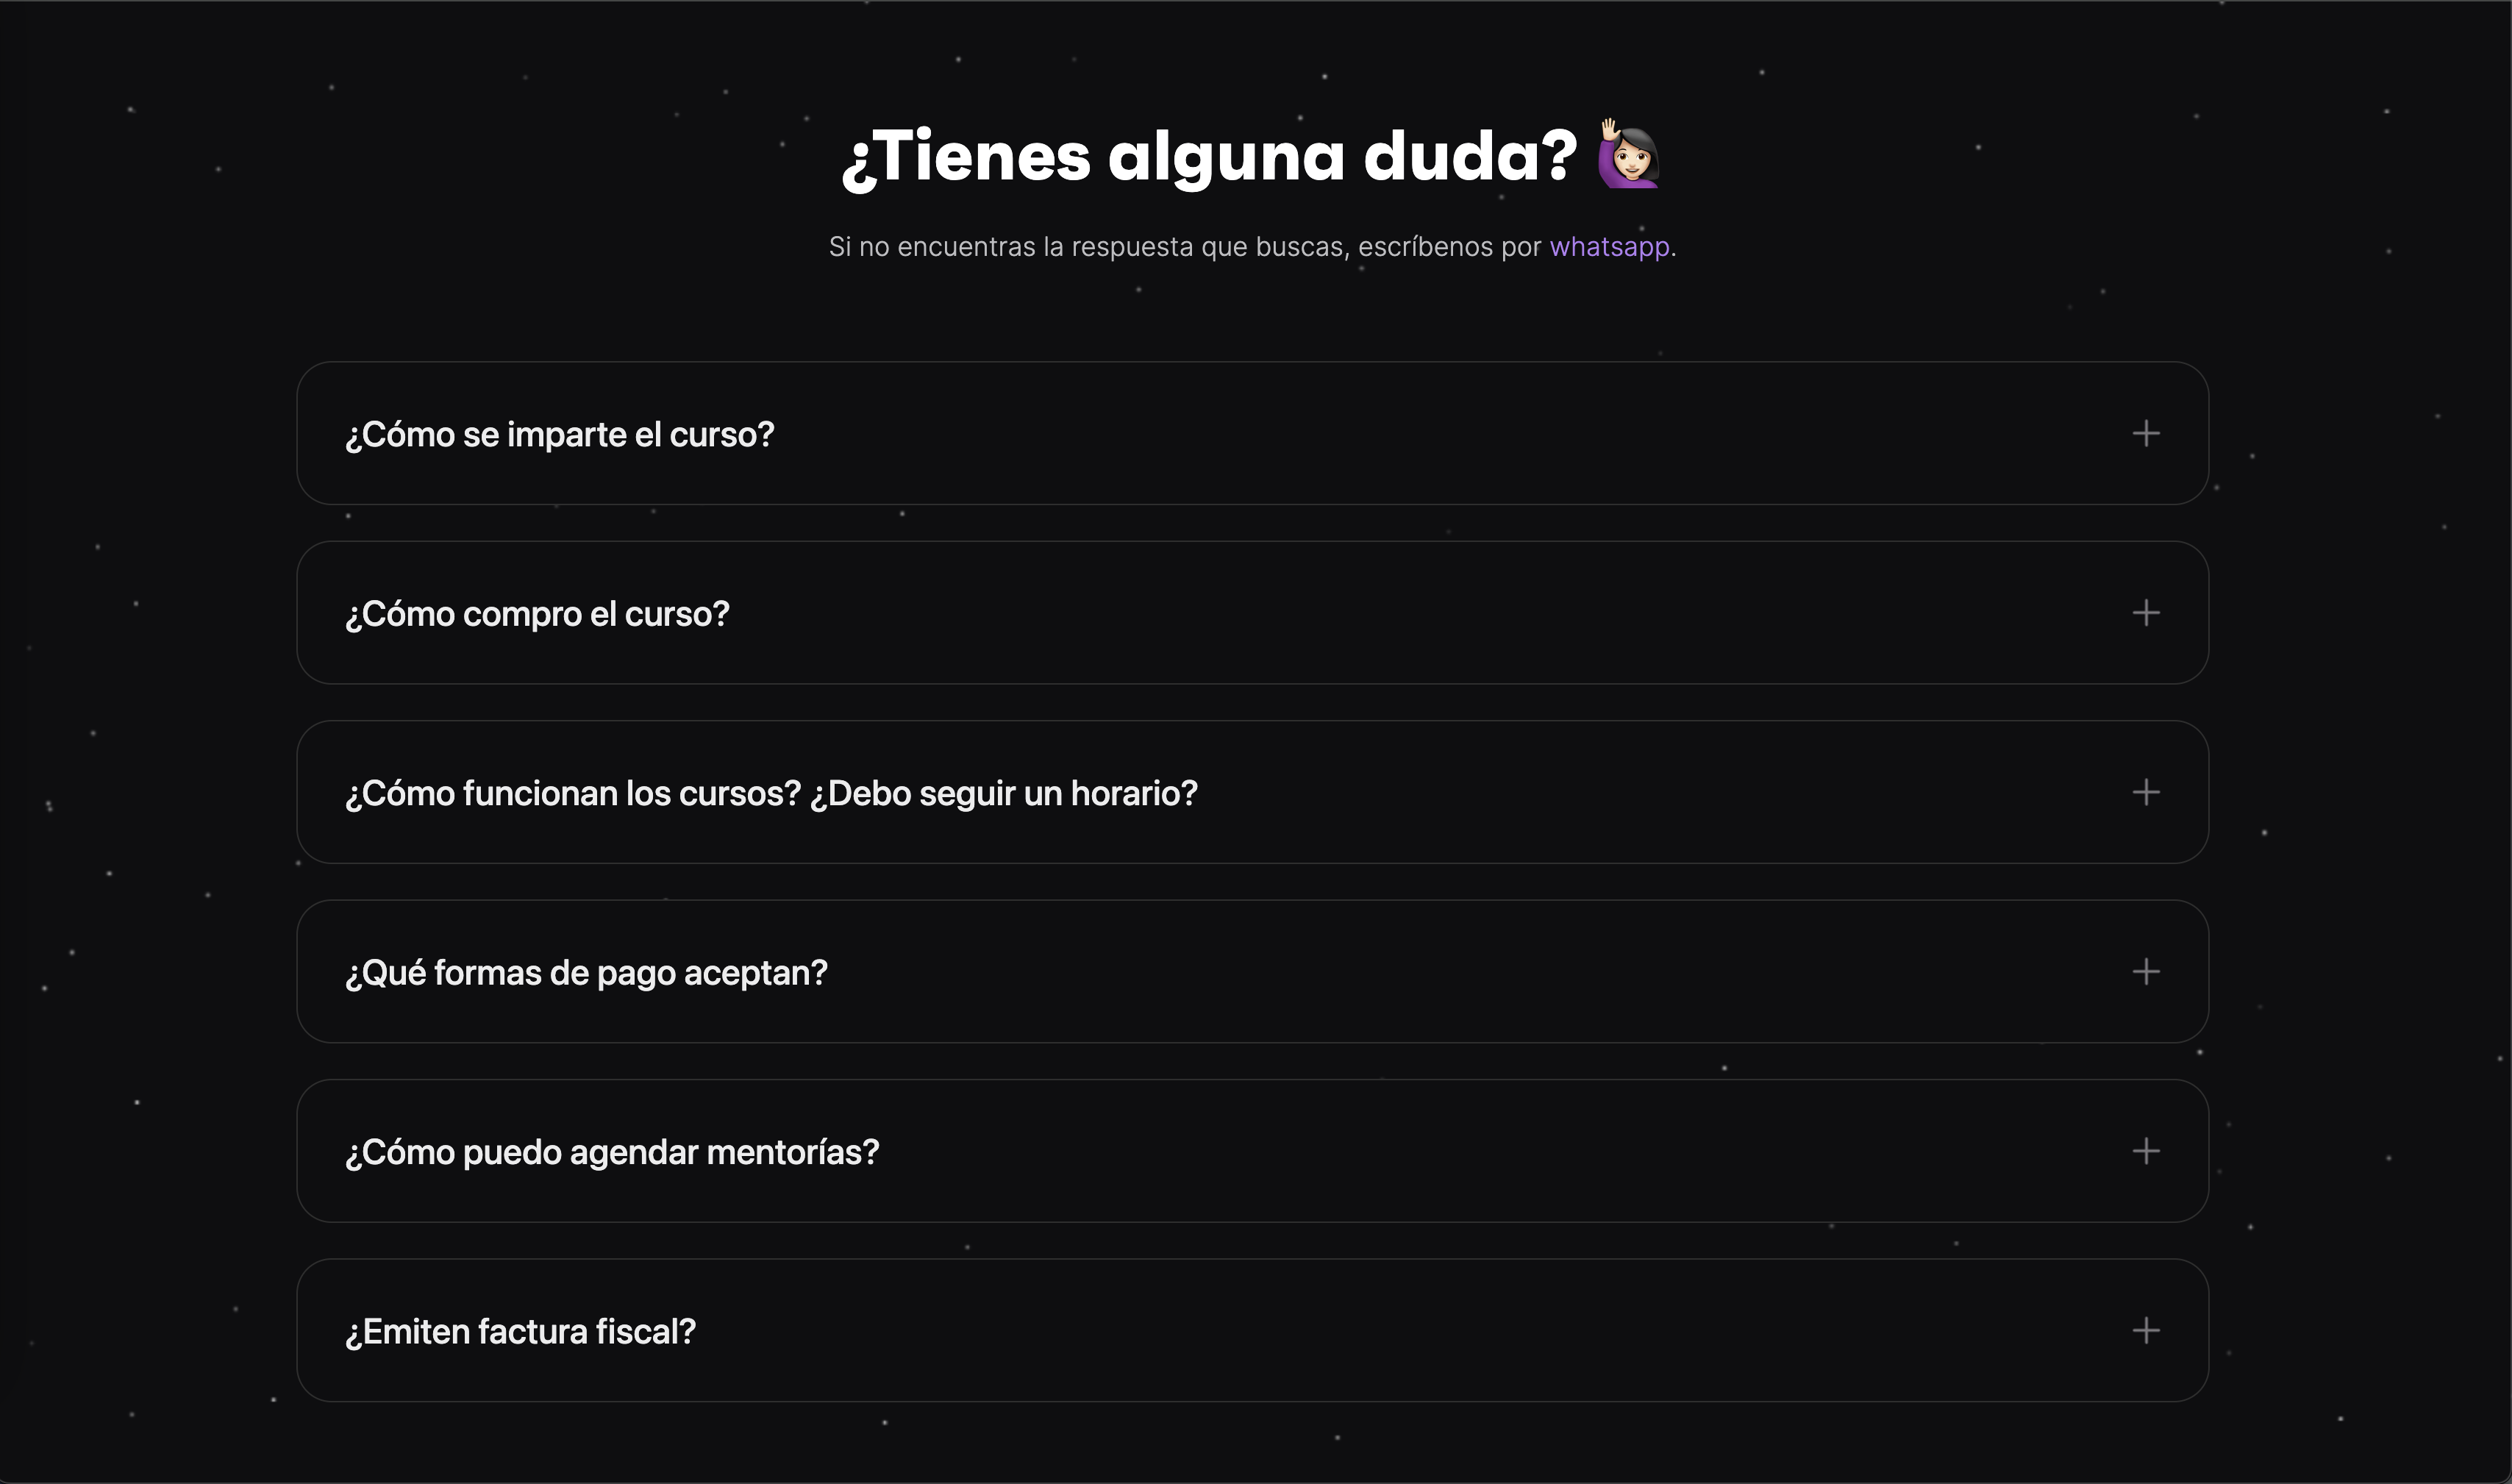 ¿Tienes alguna duda? 🙋🏻‍♀️
Si no encuentras la respuesta que buscas, escríbenos por whatsapp.
¿Cómo se imparte el curso?
¿Cómo compro el curso?
¿Cómo funcionan los cursos? ¿Debo seguir un horario?
¿Qué formas de pago aceptan?
¿Cómo puedo agendar mentorías?
¿Emiten factura fiscal?